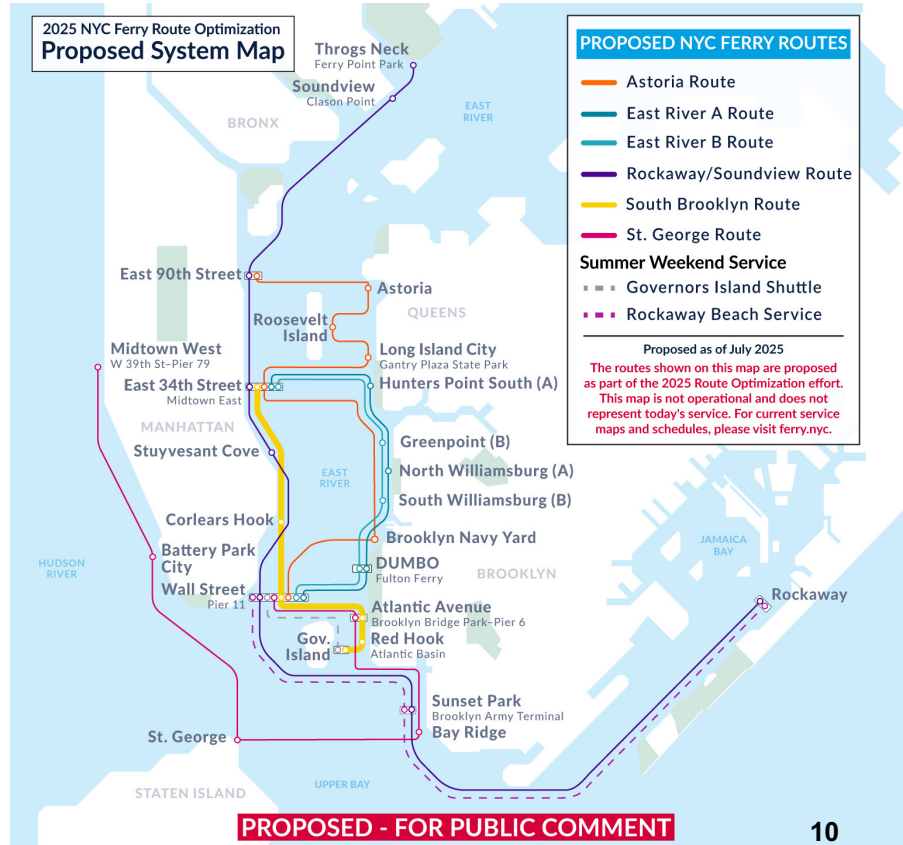 2025 NYC Ferry Route Optimization
Proposed System Map
Throgs Neck
Ferry Point Park
Soundview
Clason Point
EAST
RIVER
BRONX
East 90th Street
Astoria
QUEENS
Roosevelt
Island
Midtown West
W 39th St–Pier 79
Long Island City
Gantry Plaza State Park
East 34th Street
Midtown East
Hunters Point South (A)
MANHATTAN
Stuyvesant Cove
Greenpoint (B)
EAST
RIVER
North Williamsburg (A)
South Williamsburg (B)
Corlears Hook
Brooklyn Navy Yard
HUDSON
RIVER
Battery Park
City
DUMBO
Fulton Ferry
BROOKLYN
JAMAICA
BAY
Wall Street
Pier 11
Atlantic Avenue
Brooklyn Bridge Park–Pier 6
Rockaway
Gov.
Island
Red Hook
Atlantic Basin
Sunset Park
Brooklyn Army Terminal
Bay Ridge
St. George
UPPER BAY
STATEN ISLAND
PROPOSED NYC FERRY ROUTES
Astoria Route
East River A Route
East River B Route
Rockaway/Soundview Route
South Brooklyn Route
St. George Route
Summer Weekend Service
Governors Island Shuttle
Rockaway Beach Service
Proposed as of July 2025
The routes shown on this map are proposed
as part of the 2025 Route Optimization effort.
This map is not operational and does not
represent today's service. For current service
maps and schedules, please visit ferry.nyc.
PROPOSED - FOR PUBLIC COMMENT
10